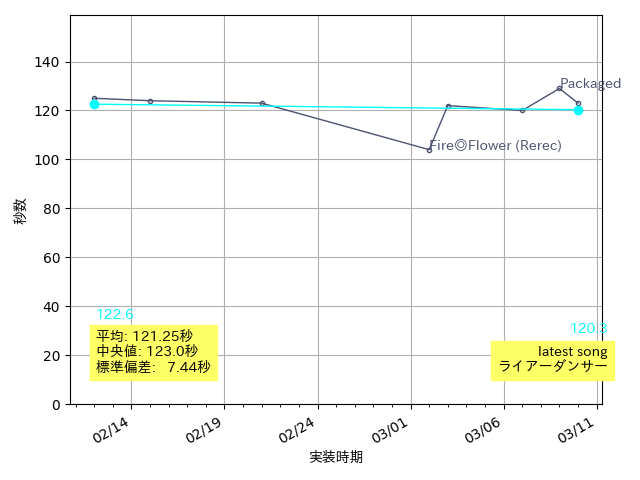 140
120
100
80
60
40
20
0
秒数
Packaged
Fire◎Flower (Rerec)
122.6
120.3
平均: 121.25秒
中央値: 123.0秒
標準偏差: 7.44秒
latest song
ライアーダンサー
02/14
02/19
02/24
03/01
03/06
03/11
実装時期